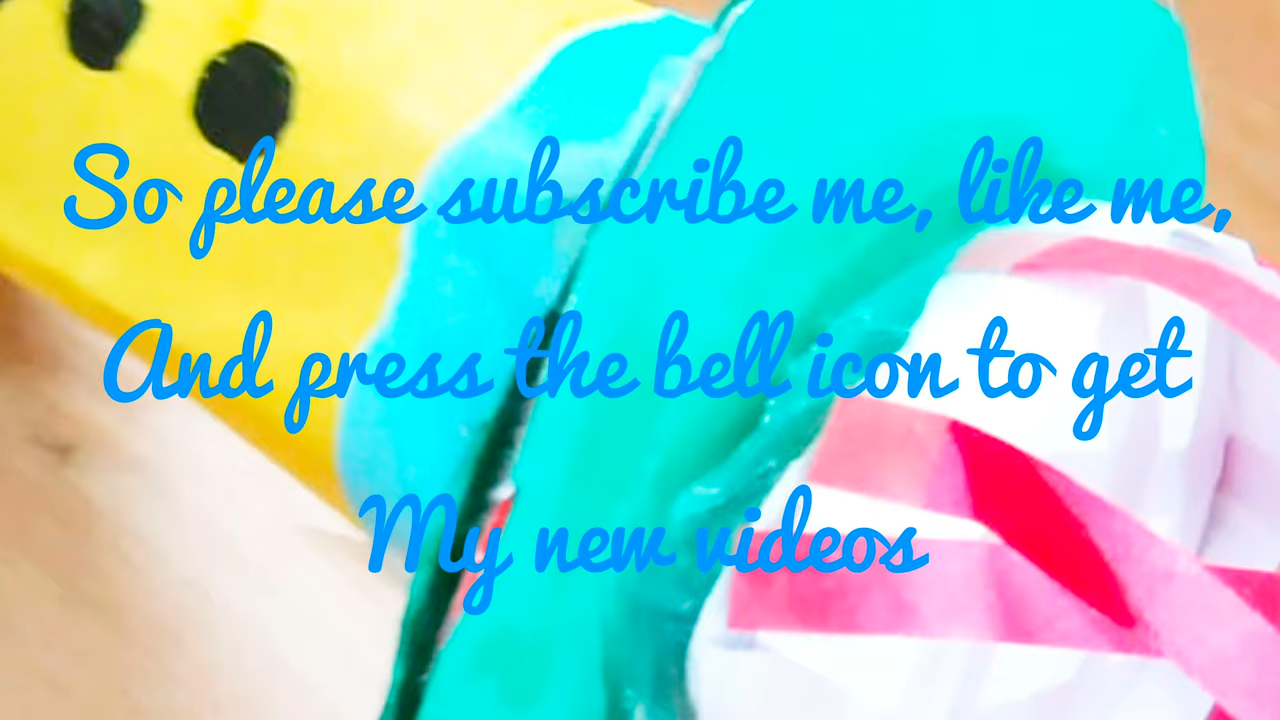 So please subscribe me, like me,
And press the bell icon to get
My new videos